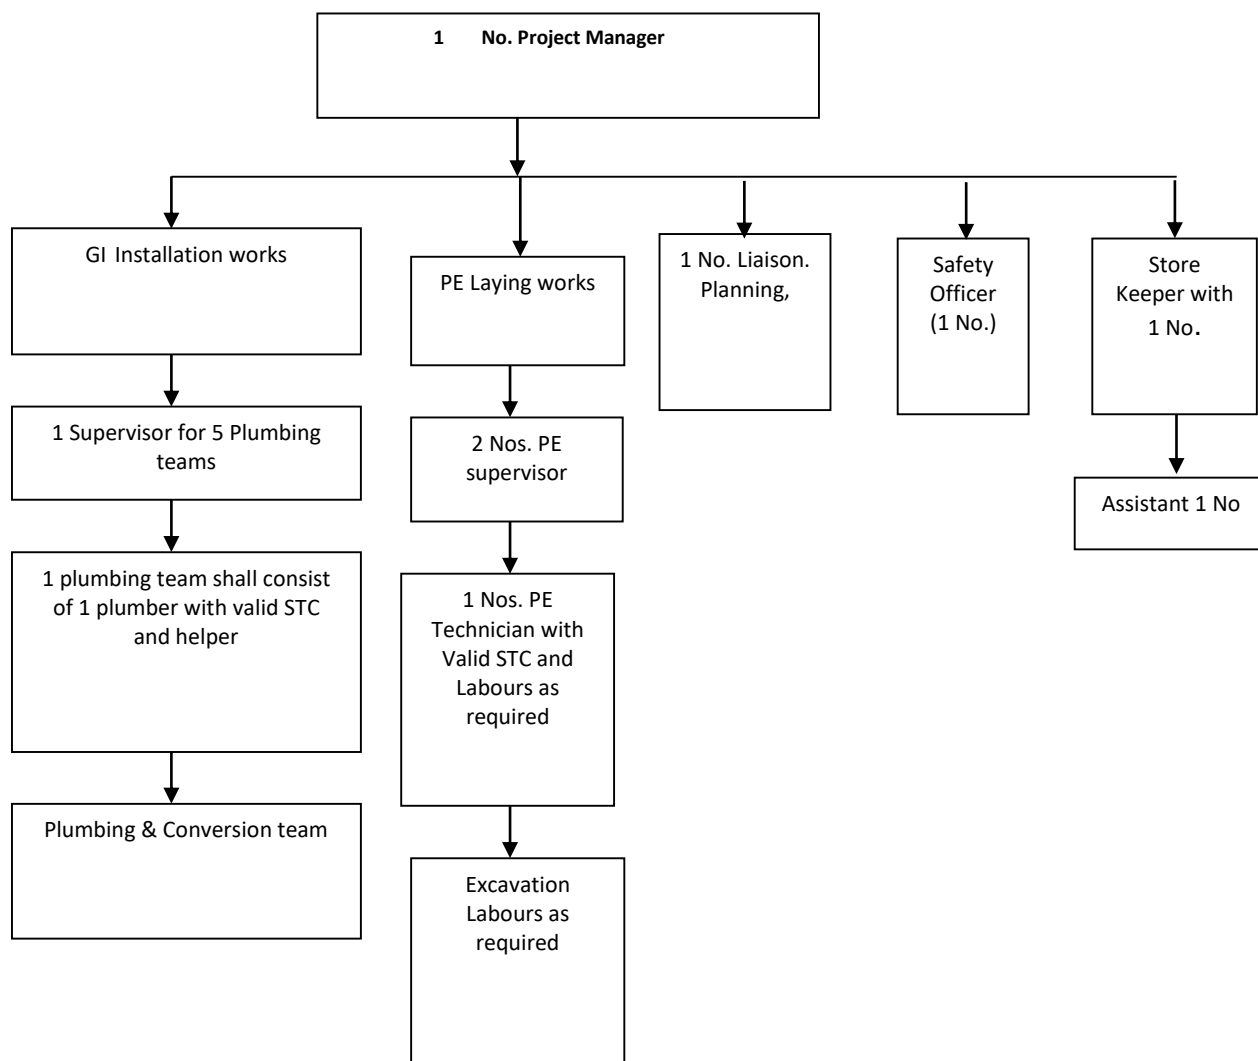 1 No. Project Manager
GI Installation works
PE Laying works
1 No. Liaison.
Planning,
Safety
Officer
(1 No.)
Store
Keeper with
1 No.
1 Supervisor for 5 Plumbing
teams
2 Nos. PE
supervisor
Assistant 1 No
1 plumbing team shall consist
of 1 plumber with valid STC
and helper
1 Nos. PE
Technician with
Valid STC and
Labours as
required
Plumbing & Conversion team
Excavation
Labours as
required